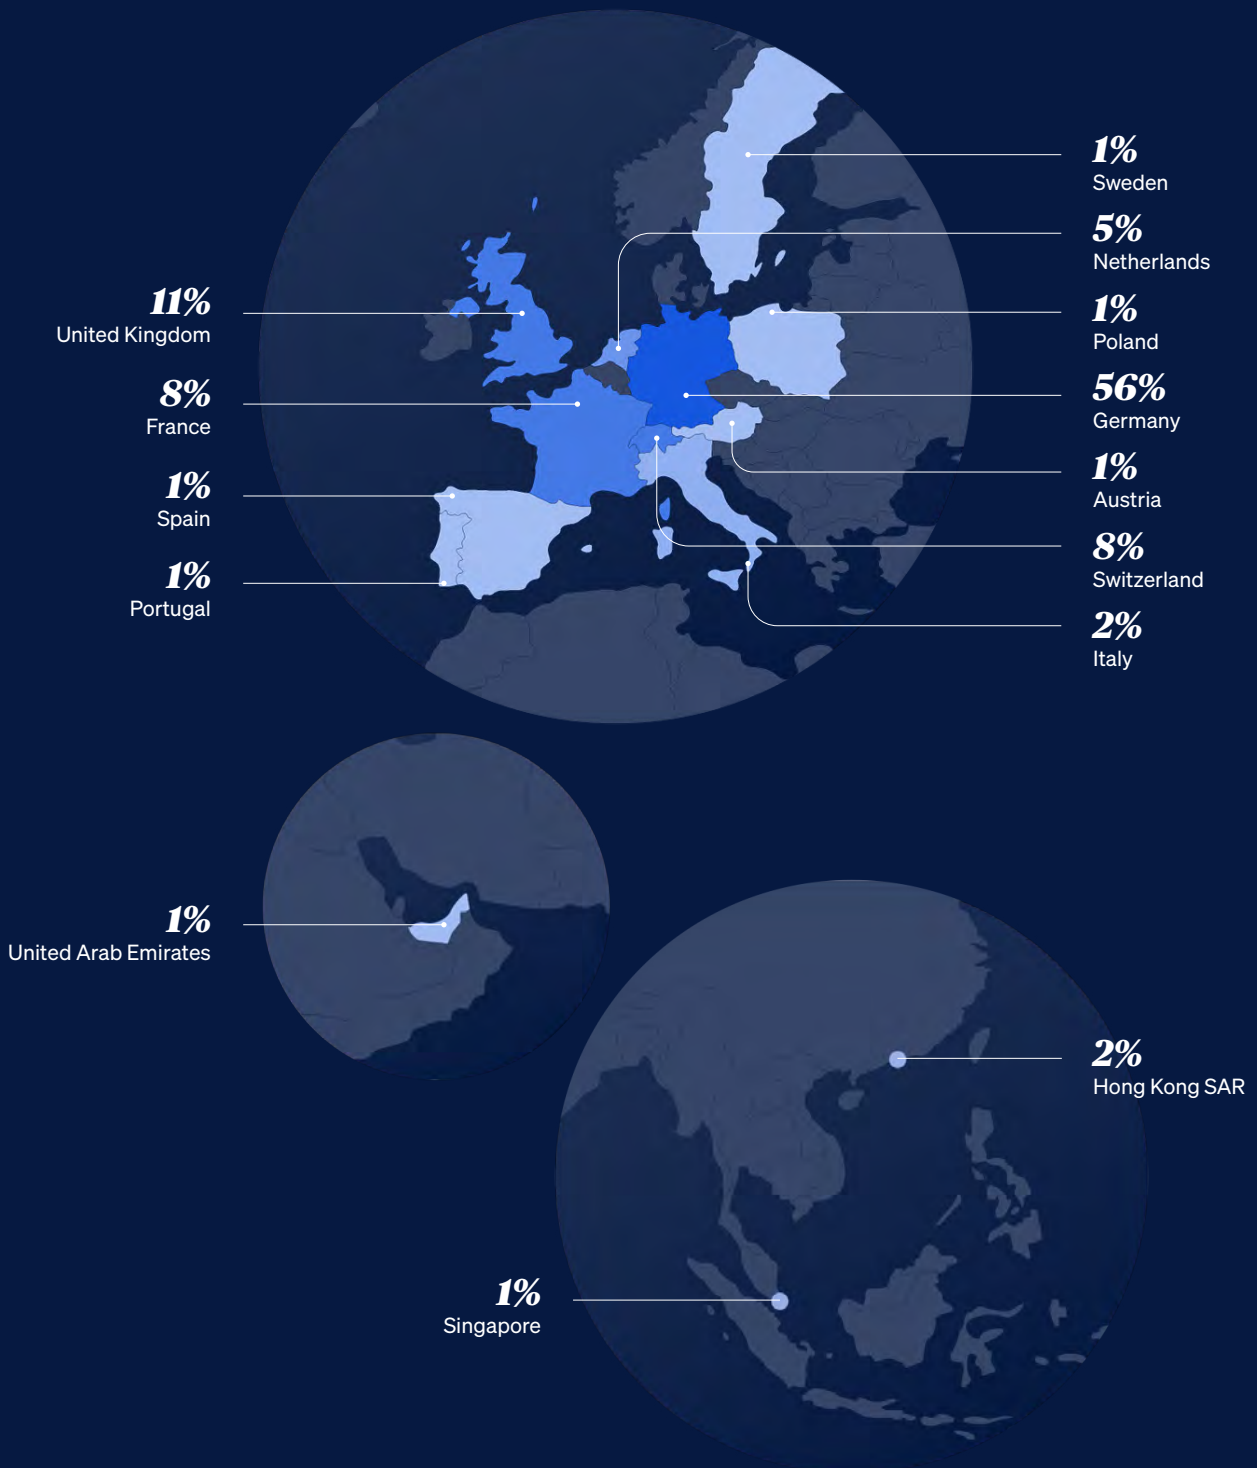 11%
United Kingdom
8%
France
1%
Spain
1%
Portugal
1%
Sweden
5%
Netherlands
1%
Poland
56%
Germany
1%
Austria
8%
Switzerland
2%
Italy
1%
United Arab Emirates
2%
Hong Kong SAR
1%
Singapore